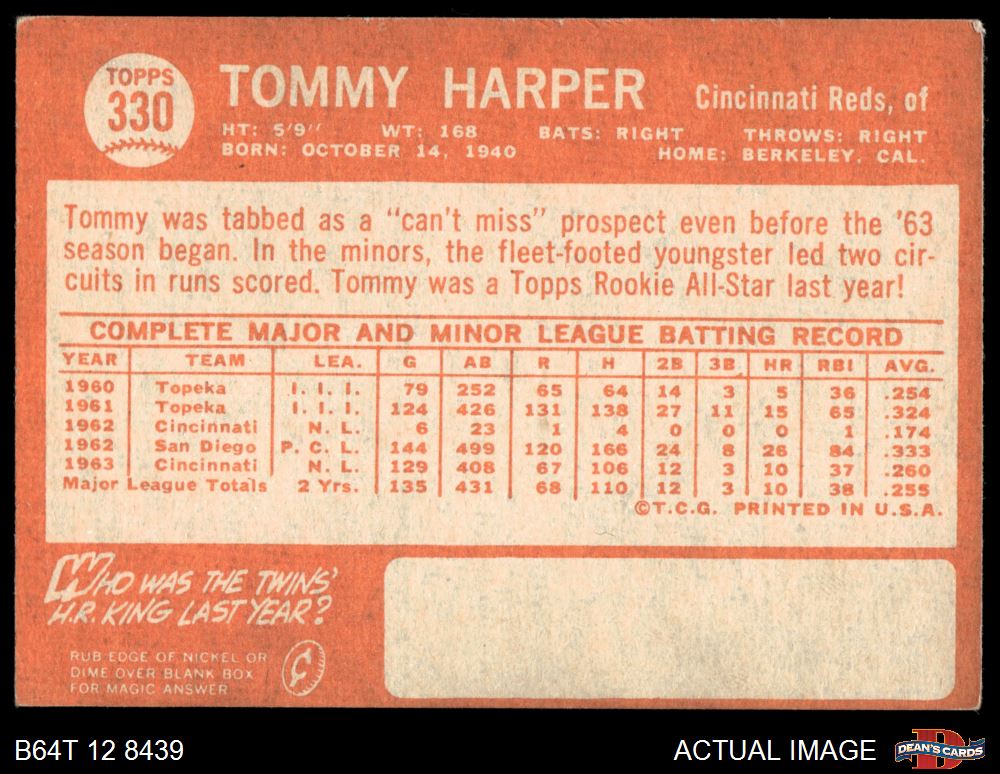 TOPPS
330
TOMMY HARPER Cincinnati Reds, of
HT: 5'9" WT: 168 BATS: RIGHT THROWS: RIGHT
BORN: OCTOBER 14, 1940 HOME: BERKELEY, CAL.
Tommy was tabbed as a "can't miss" prospect even before the '63
season began. In the minors, the fleet-footed youngster led two cir-
cuits in runs scored. Tommy was a Topps Rookie All-Star last year!
COMPLETE MAJOR AND MINOR LEAGUE BATTING RECORD
YEAR TEAM LEA. G AB R H 2B 3B HR RBI AVG.
1960 Topeka I. I. I. 79 252 65 64 14 3 5 36 .254
1961 Topeka I. I. I. 124 426 131 138 27 11 15 65 .324
1962 Cincinnati N. L. 6 23 1 4 0 0 0 1 .174
1962 San Diego P. C. L. 144 499 120 166 24 8 26 84 .333
1963 Cincinnati N. L. 129 408 67 106 12 3 10 37 .260
Major League Totals 2 Yrs. 135 431 68 110 12 3 10 38 .255
©T.C.G. PRINTED IN U.S.A.
WHO WAS THE TWINS'
H.R. KING LAST YEAR?
RUB EDGE OF NICKEL OR
DIME OVER BLANK BOX
FOR MAGIC ANSWER
B64T 12 8439 ACTUAL IMAGE DEAN'S CARDS